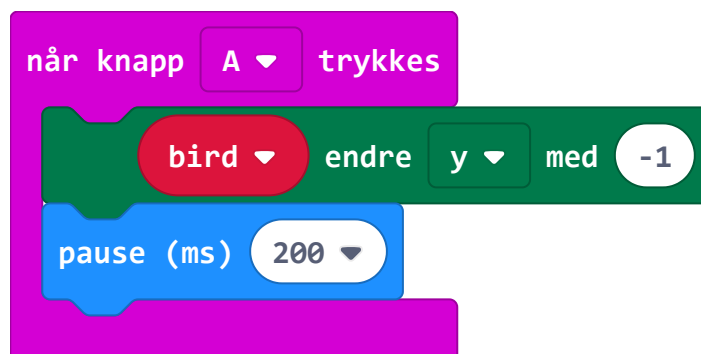 når knapp A trykkes
bird endre y med -1
pause (ms) 200